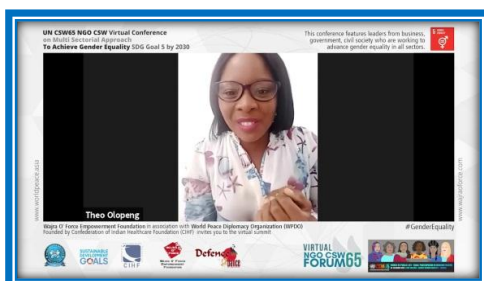 UN CSW65 NGO CSW Virtual Conference
on Multi Sectorial Approach
To Achieve Gender Equality SDG Goal 5 by 2030
This conference features leaders from business,
government, civil society who are working to
advance gender equality in all sectors.
www.worldpeace.asia
www.wajraoforce.com
Theo Olopeng
Wajra O' Force Empowerment Foundation in association with World Peace Diplomacy Organization (WPDO)
Founded by Confederation of Indian Healthcare Foundation (CIHF) invites you to the virtual summit
#GenderEquality
SUSTAINABLE
DEVELOPMENT
GOALS
CIHF
VIRTUAL
NGO CSW
FORUM65